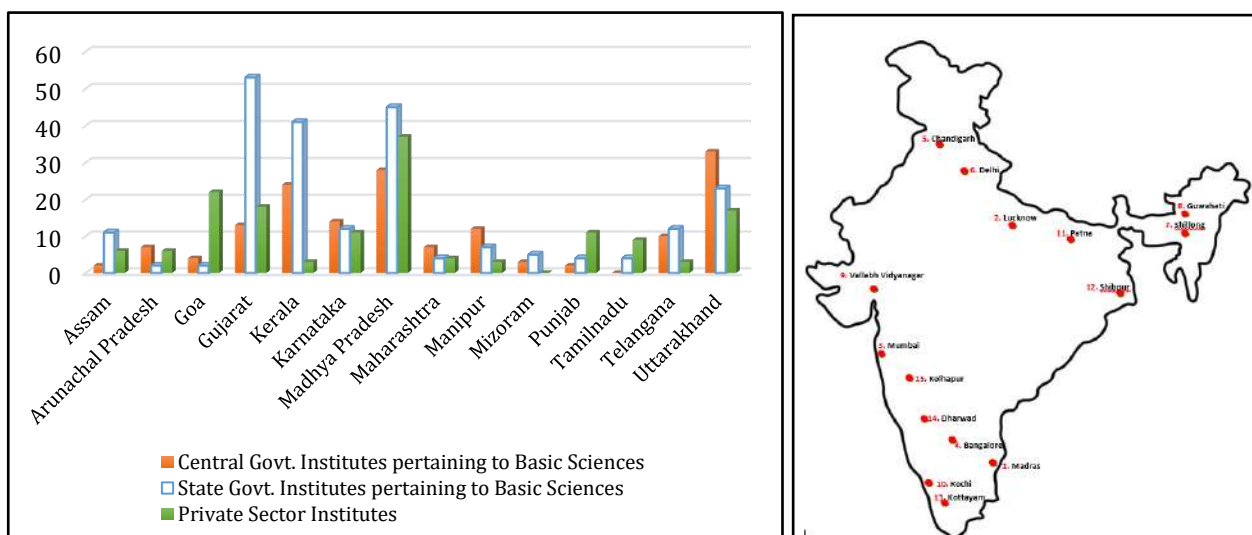 60
50
40
30
20
10
0
Assam
Arunachal Pradesh
Goa
Gujarat
Kerala
Karnataka
Madhya Pradesh
Maharashtra
Manipur
Mizoram
Punjab
Tamilnadu
Telangana
Uttarakhand
Central Govt. Institutes pertaining to Basic Sciences
State Govt. Institutes pertaining to Basic Sciences
Private Sector Institutes
5. Chandigarh
6. Delhi
2. Lucknow
8. Guwahati
7. Shillong
11. Patna
9. Vallabh Vidyanagar
12. Shibpur
3. Mumbai
15. Kolhapur
14. Dharwad
4. Bangalore
1. Madras
10. Kochi
13. Kottayam